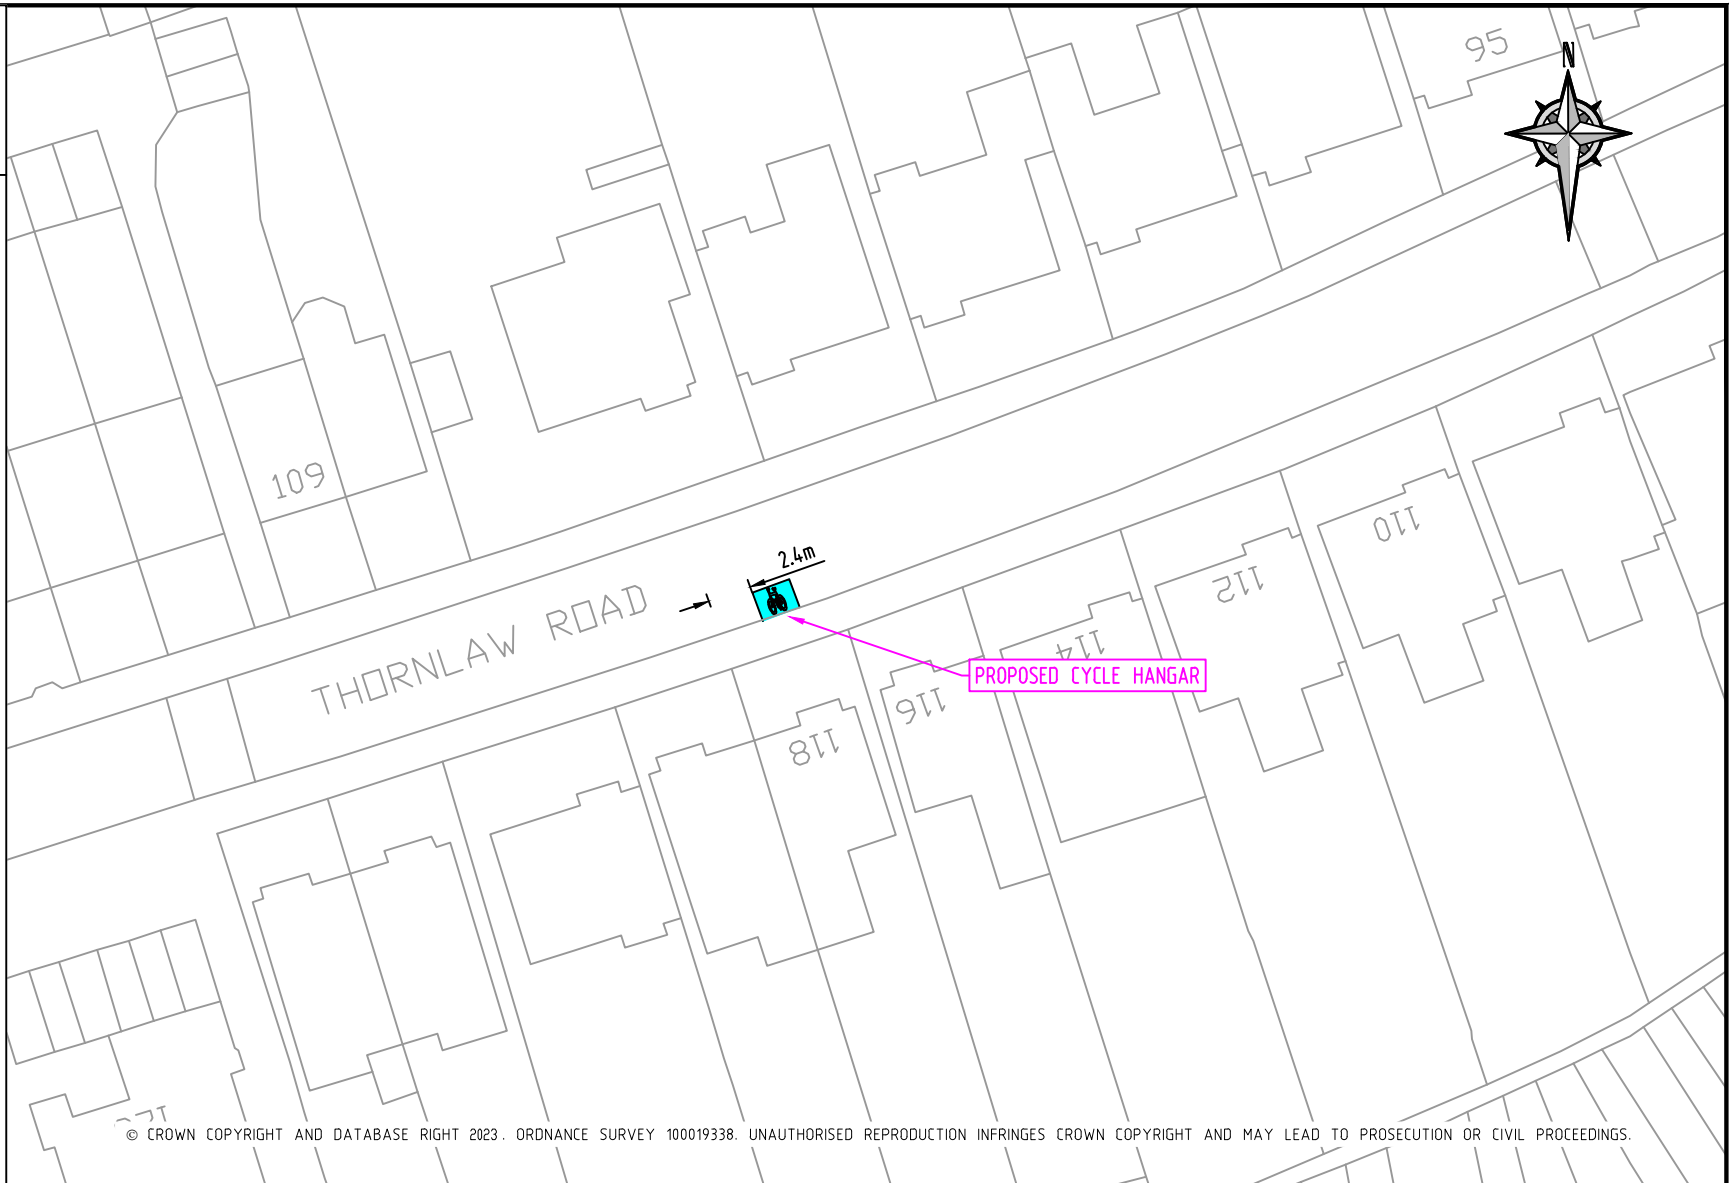 95
N
109
2.4m
THORNLAW ROAD
110
112
114
PROPOSED CYCLE HANGAR
116
118
© CROWN COPYRIGHT AND DATABASE RIGHT 2023. ORDNANCE SURVEY 100019338. UNAUTHORISED REPRODUCTION INFRINGES CROWN COPYRIGHT AND MAY LEAD TO PROSECUTION OR CIVIL PROCEEDINGS.